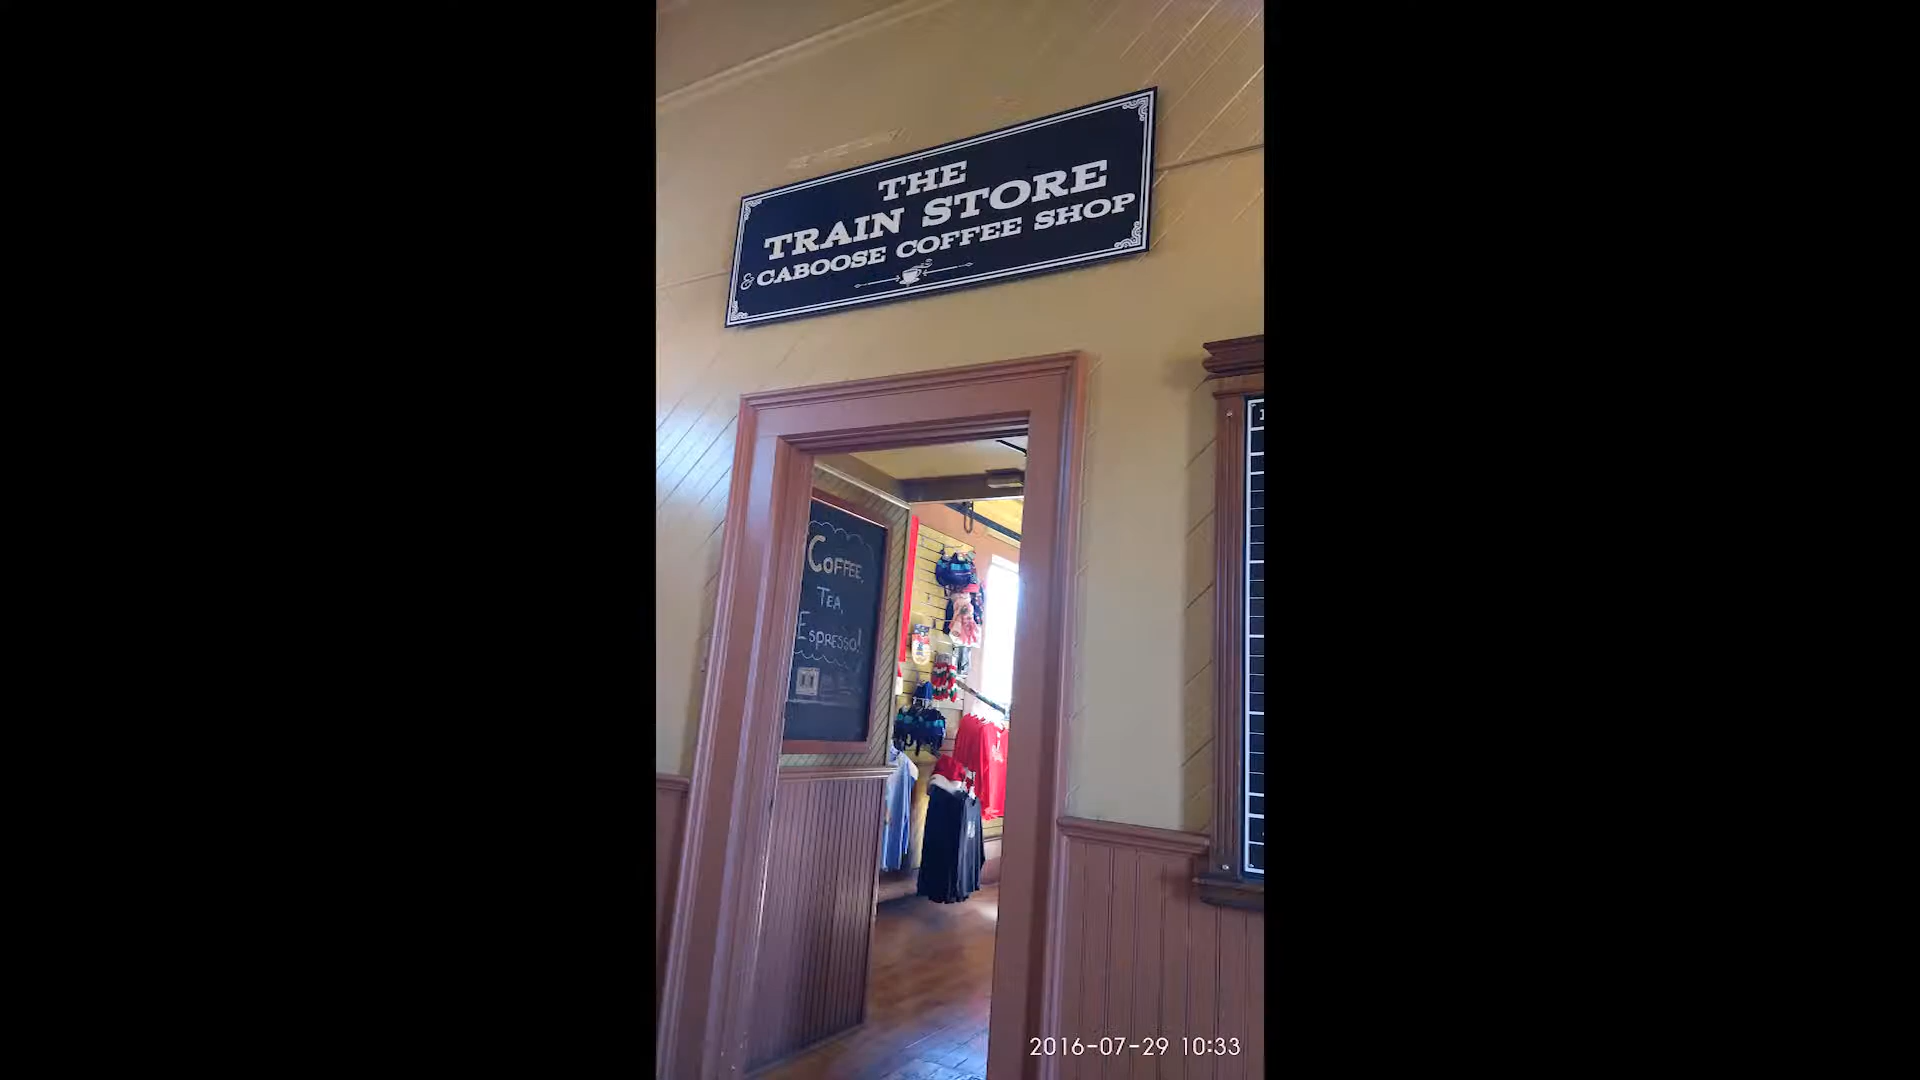 THE
TRAIN STORE
& CABOOSE COFFEE SHOP
COFFEE,
TEA,
ESPRESSO!
2016-07-29 10:33